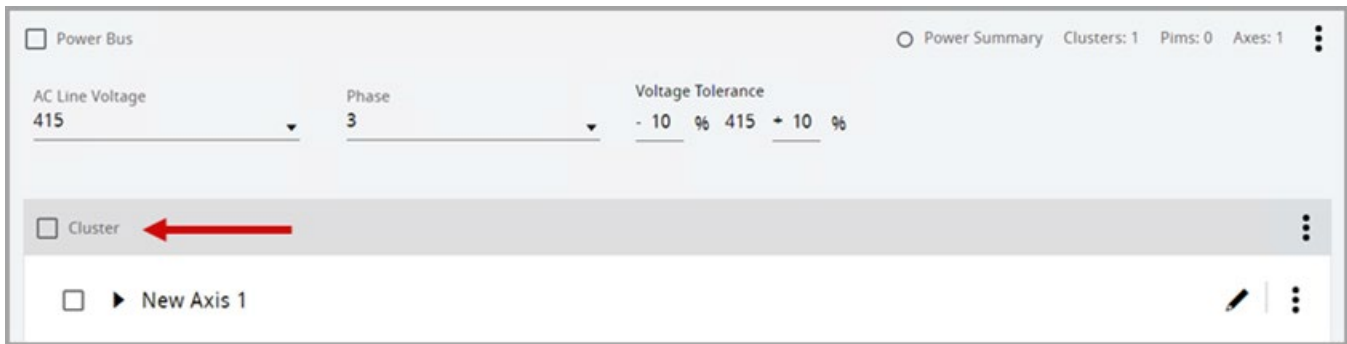 Power Bus Power Summary Clusters: 1 Pims: 0 Axes: 1
AC Line Voltage Phase Voltage Tolerance
415 3 - 10 % 415 + 10 %
Cluster
New Axis 1